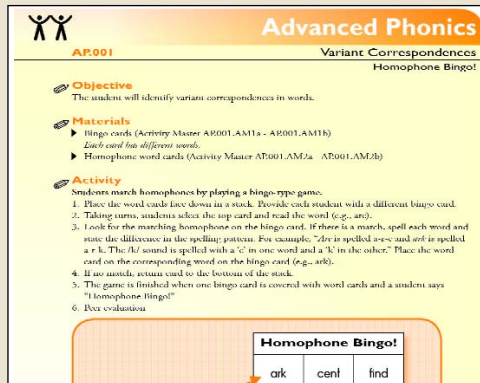 Advanced Phonics
AP.001
Variant Correspondences
Homophone Bingo!
Objective
The student will identify variant correspondences in words.
Materials
Bingo cards (Activity Master AP.001.AM1a - AP.001.AM1b)
Each card has different words.
Homophone word cards (Activity Master AP.001.AM2a - AP.001.AM2b)
Activity
Students match homophones by playing a bingo-type game.
1. Place the word cards face down in a stack. Provide each student with a different bingo card.
2. Taking turns, students select the top card and read the word (e.g., arc).
3. Look for the matching homophone on the bingo card. If there is a match, spell each word and
state the difference in the spelling pattern. For example, "Arc is spelled a-r-c and ark is spelled
a-r-k. The /k/ sound is spelled with a 'c' in one word and a 'k' in the other." Place the word
card on the corresponding word on the bingo card (e.g., ark).
4. If no match, return card to the bottom of the stack.
5. The game is finished when one bingo card is covered with word cards and a student says
"Homophone Bingo!"
6. Peer evaluation
Homophone Bingo!
ark cent find